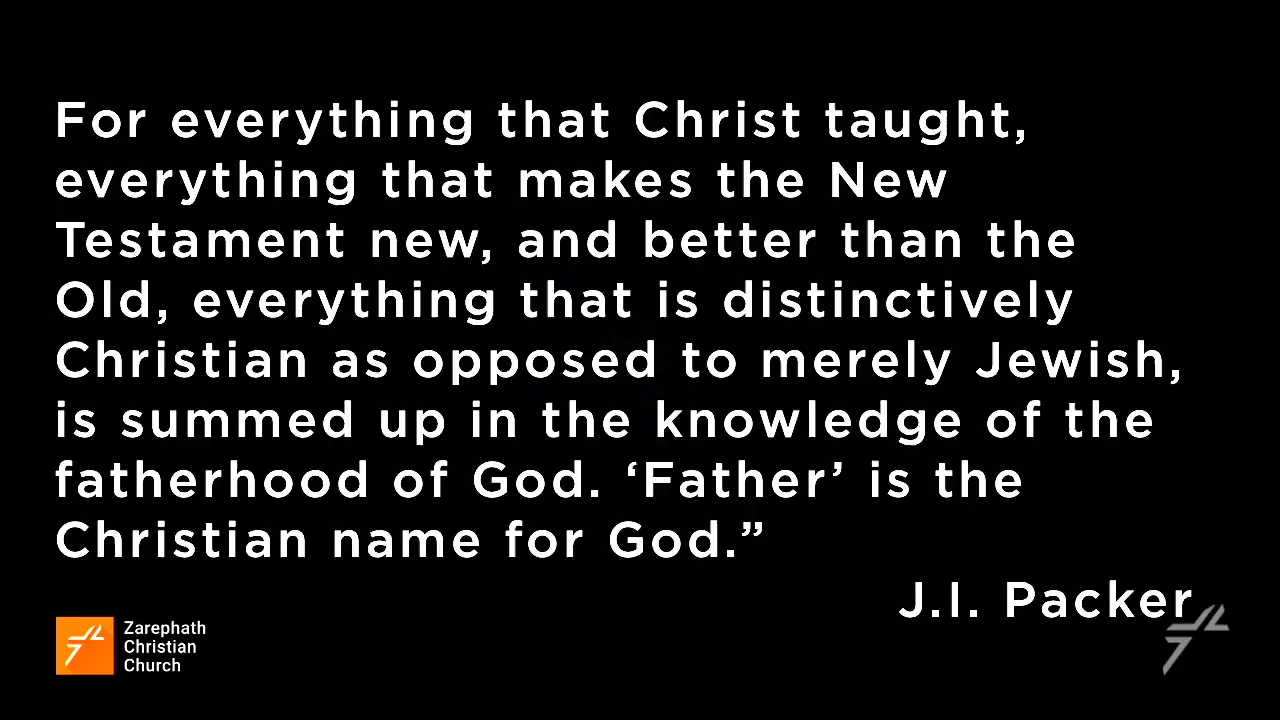 For everything that Christ taught,
everything that makes the New
Testament new, and better than the
Old, everything that is distinctively
Christian as opposed to merely Jewish,
is summed up in the knowledge of the
fatherhood of God. ‘Father’ is the
Christian name for God.”
J.I. Packer
Zarephath
Christian
Church